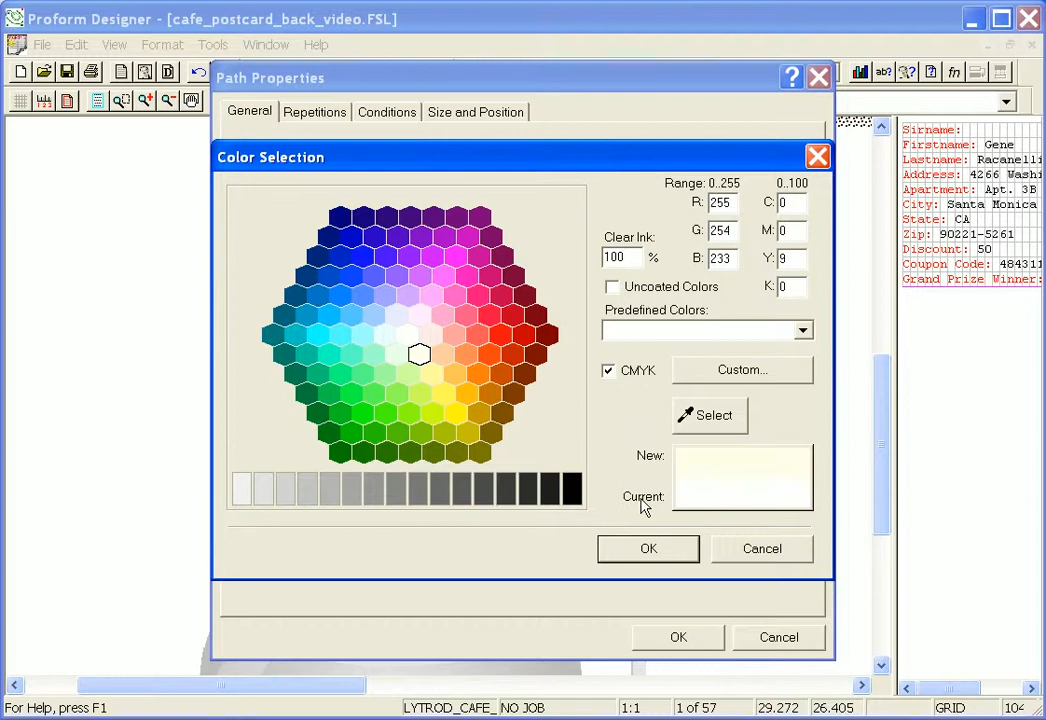 Proform Designer - [cafe_postcard_back_video.FSL]
File Edit View Format Tools Window Help
Path Properties
General Repetitions Conditions Size and Position
Color Selection
Range: 0..255 0..100
R: 255 C: 0
G: 254 M: 0
B: 233 Y: 9
K: 0
Clear Ink:
100 %
Uncoated Colors
Predefined Colors:
CMYK Custom...
Select
New:
Current:
OK Cancel
OK Cancel
Sirname:
Firstname: Gene
Lastname: Racanelli
Address: 4266 Washi
Apartment: Apt. 3B
City: Santa Monica
State: CA
Zip: 90221-5261
Discount: 50
Coupon Code: 484311
Grand Prize Winner:
For Help, press F1 LYTROD_CAFE_ NO JOB 1:1 1 of 57 29.272 26.405 GRID